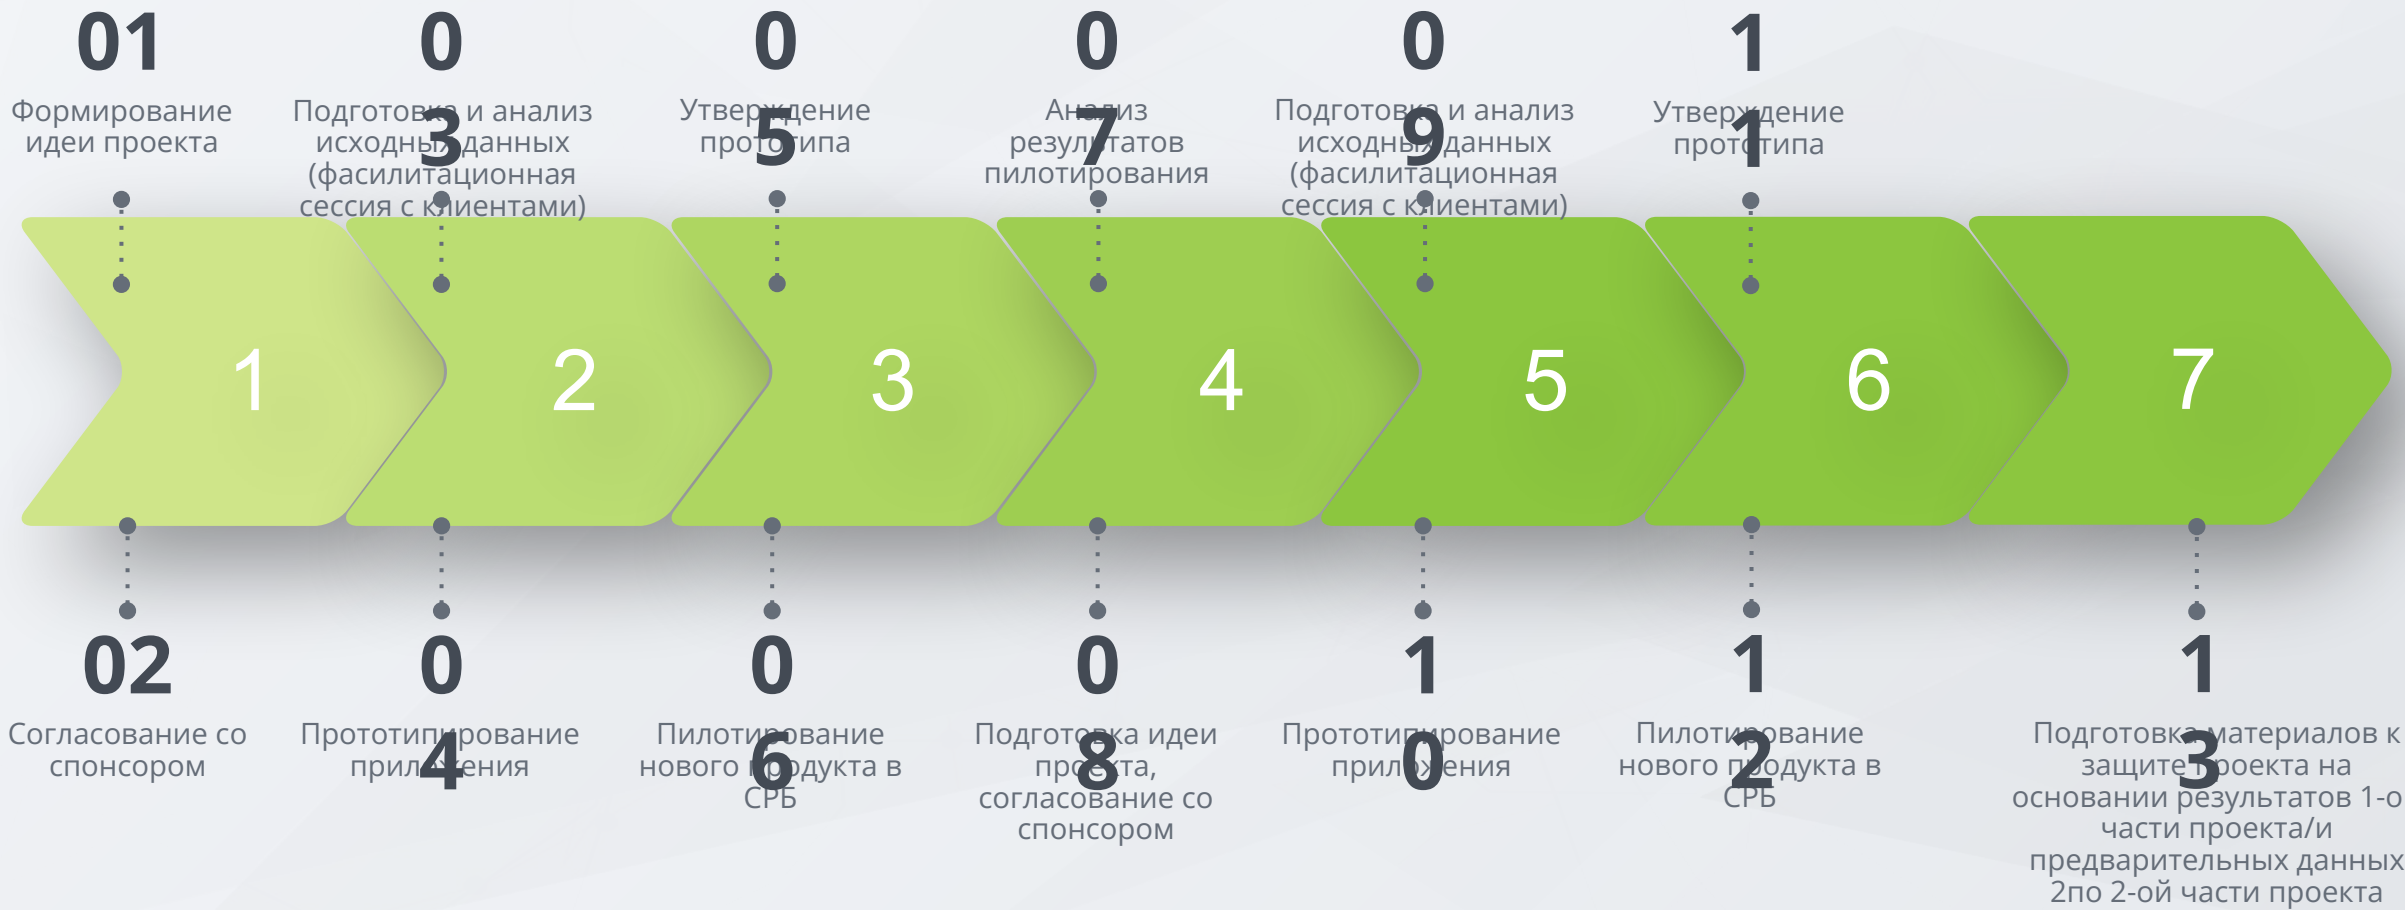 01
Формирование
идеи проекта
0
3
Подготовка и анализ
исходных данных
(фасилитационная
сессия с клиентами)
0
5
Утверждение
прототипа
0
7
Анализ
результатов
пилотирования
0
9
Подготовка и анализ
исходных данных
(фасилитационная
сессия с клиентами)
1
1
Утверждение
прототипа
1
2
3
4
5
6
7
02
Согласование со
спонсором
0
4
Прототипирование
приложения
0
6
Пилотирование
нового продукта в
СРБ
0
8
Подготовка идеи
проекта,
согласование со
спонсором
1
0
Прототипирование
приложения
1
2
Пилотирование
нового продукта в
СРБ
1
3
Подготовка материалов к
защите проекта на
основании результатов 1-о
части проекта/и
предварительных данных
2по 2-ой части проекта